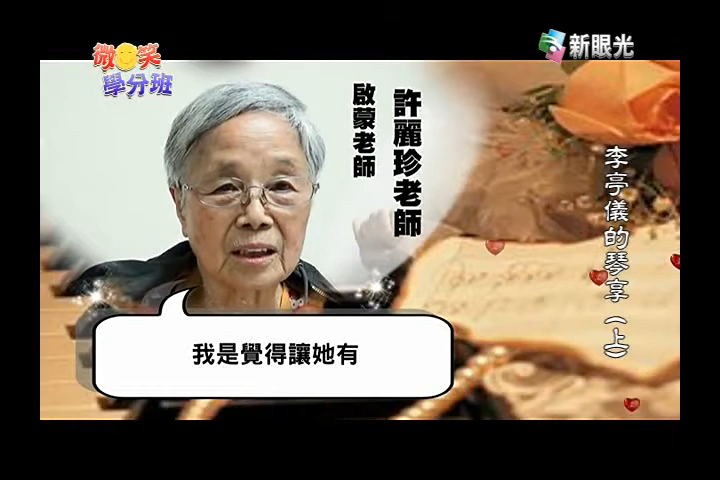 微笑
學分班
新眼光
許麗珍老師
啟蒙老師
李亭儀的琴享(上)
我是覺得讓她有